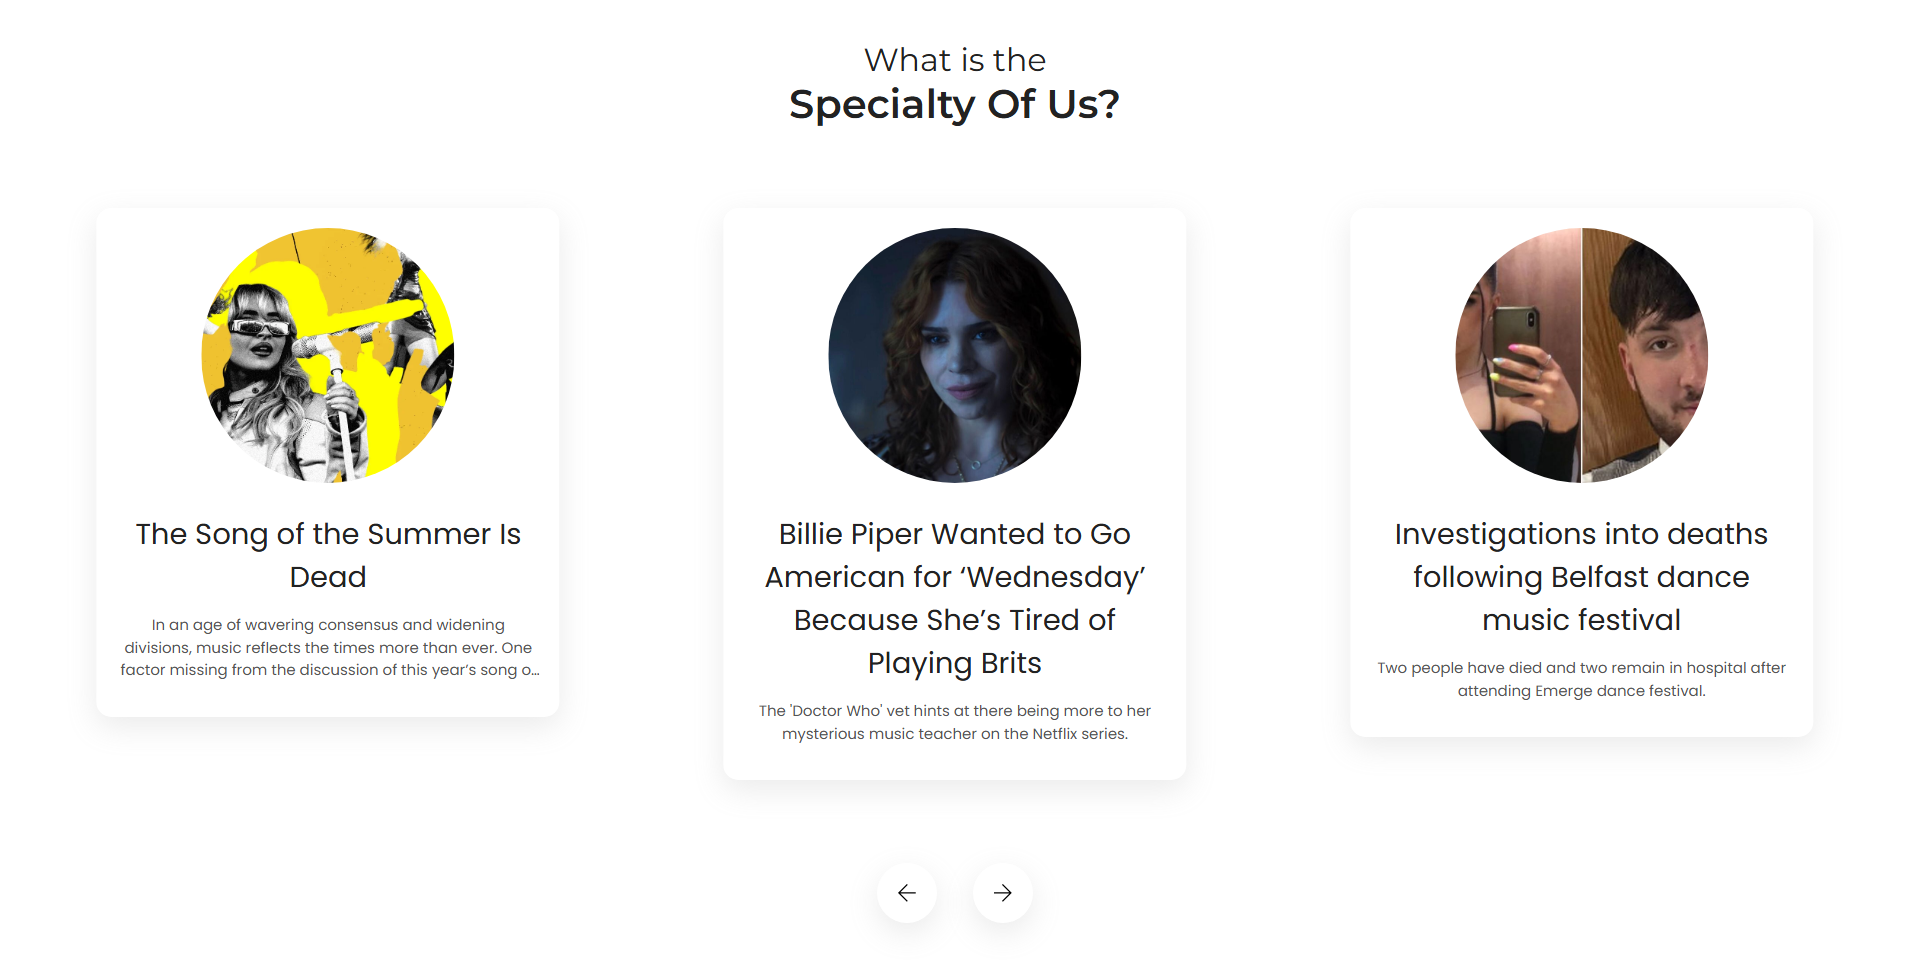 What is the
Specialty Of Us?
The Song of the Summer Is
Dead
In an age of wavering consensus and widening
divisions, music reflects the times more than ever. One
factor missing from the discussion of this year’s song o...
Billie Piper Wanted to Go
American for ‘Wednesday’
Because She’s Tired of
Playing Brits
The 'Doctor Who' vet hints at there being more to her
mysterious music teacher on the Netflix series.
Investigations into deaths
following Belfast dance
music festival
Two people have died and two remain in hospital after
attending Emerge dance festival.